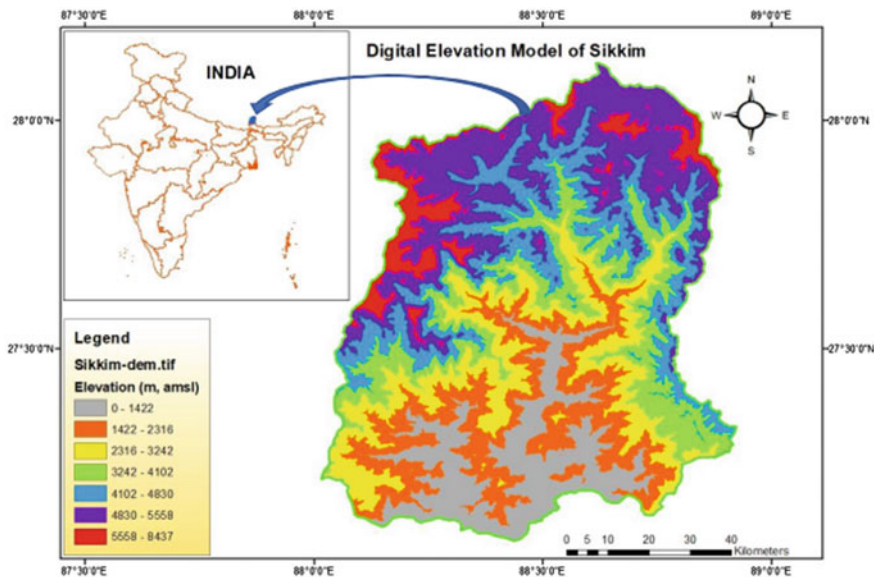 87°30'0"E
88°0'0"E
88°30'0"E
89°0'0"E
Digital Elevation Model of Sikkim
INDIA
N
W
E
S
28°0'0"N
28°0'0"N
27°30'0"N
27°30'0"N
Legend
Sikkim-dem.tif
Elevation (m, amsl)
0 - 1422
1422 - 2316
2316 - 3242
3242 - 4102
4102 - 4830
4830 - 5558
5558 - 8437
0 5 10 20 30 40
Kilometers
87°30'0"E
88°0'0"E
88°30'0"E
89°0'0"E